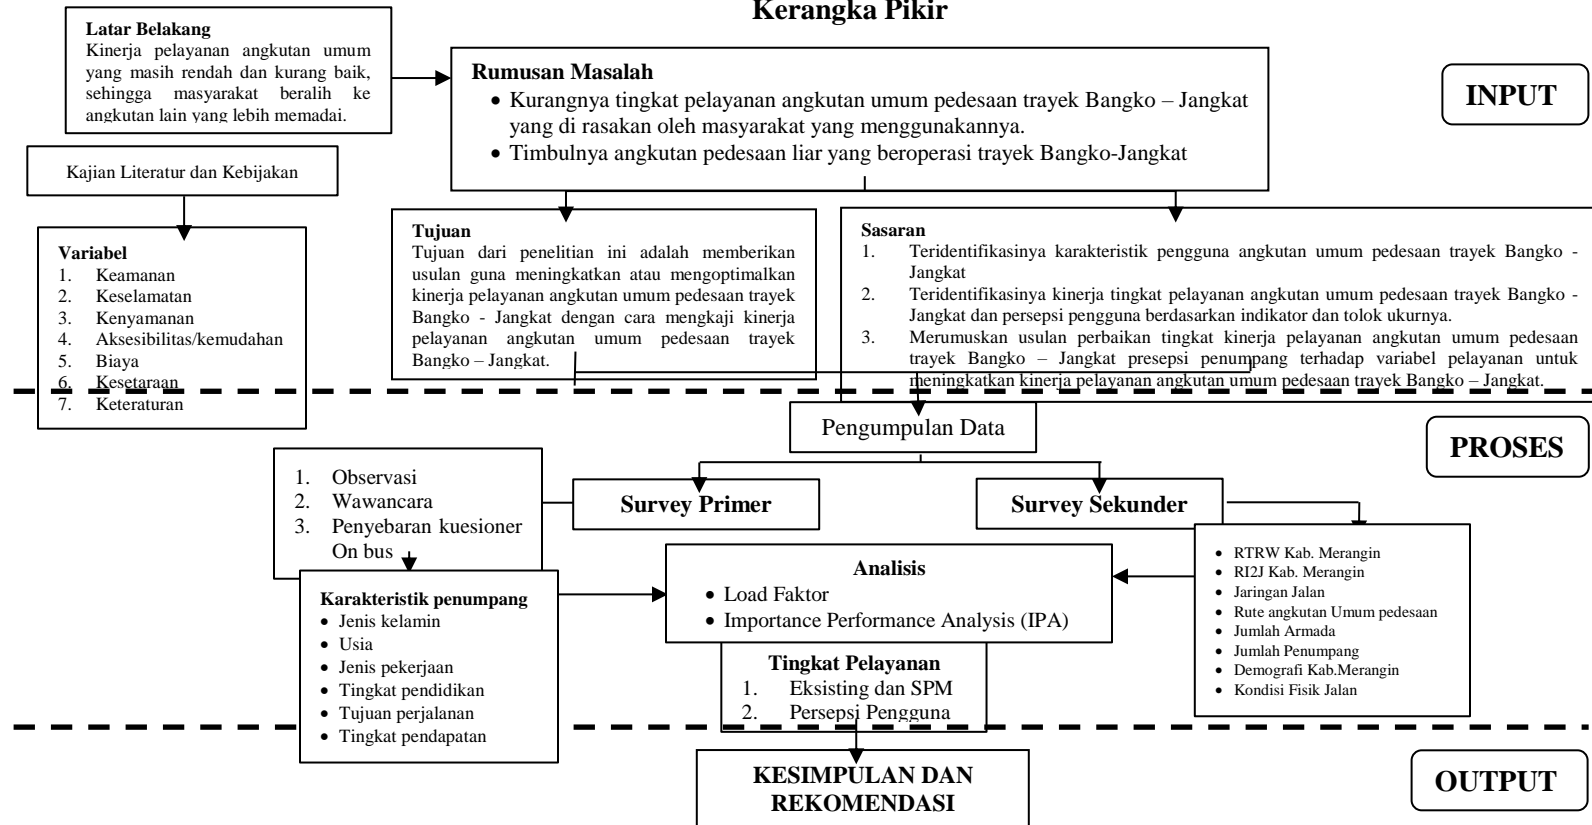 Kerangka Pikir
Latar Belakang
Kinerja pelayanan angkutan umum
yang masih rendah dan kurang baik,
sehingga masyarakat beralih ke
angkutan lain yang lebih memadai.
Rumusan Masalah
• Kurangnya tingkat pelayanan angkutan umum pedesaan trayek Bangko – Jangkat
yang di rasakan oleh masyarakat yang menggunakannya.
• Timbulnya angkutan pedesaan liar yang beroperasi trayek Bangko-Jangkat
INPUT
Kajian Literatur dan Kebijakan
Variabel
1. Keamanan
2. Keselamatan
3. Kenyamanan
4. Aksesibilitas/kemudahan
5. Biaya
6. Kesetaraan
7. Keteraturan
Tujuan
Tujuan dari penelitian ini adalah memberikan
usulan guna meningkatkan atau mengoptimalkan
kinerja pelayanan angkutan umum pedesaan trayek
Bangko - Jangkat dengan cara mengkaji kinerja
pelayanan angkutan umum pedesaan trayek
Bangko – Jangkat.
Sasaran
1. Teridentifikasinya karakteristik pengguna angkutan umum pedesaan trayek Bangko -
Jangkat
2. Teridentifikasinya kinerja tingkat pelayanan angkutan umum pedesaan trayek Bangko -
Jangkat dan persepsi pengguna berdasarkan indikator dan tolok ukurnya.
3. Merumuskan usulan perbaikan tingkat kinerja pelayanan angkutan umum pedesaan
trayek Bangko – Jangkat presepsi penumpang terhadap variabel pelayanan untuk
meningkatkan kinerja pelayanan angkutan umum pedesaan trayek Bangko – Jangkat.
Pengumpulan Data
PROSES
1. Observasi
2. Wawancara
3. Penyebaran kuesioner
On bus
Survey Primer
Survey Sekunder
Karakteristik penumpang
• Jenis kelamin
• Usia
• Jenis pekerjaan
• Tingkat pendidikan
• Tujuan perjalanan
• Tingkat pendapatan
Analisis
• Load Faktor
• Importance Performance Analysis (IPA)
• RTRW Kab. Merangin
• RI2J Kab. Merangin
• Jaringan Jalan
• Rute angkutan Umum pedesaan
• Jumlah Armada
• Jumlah Penumpang
• Demografi Kab.Merangin
• Kondisi Fisik Jalan
Tingkat Pelayanan
1. Eksisting dan SPM
2. Persepsi Pengguna
KESIMPULAN DAN
REKOMENDASI
OUTPUT